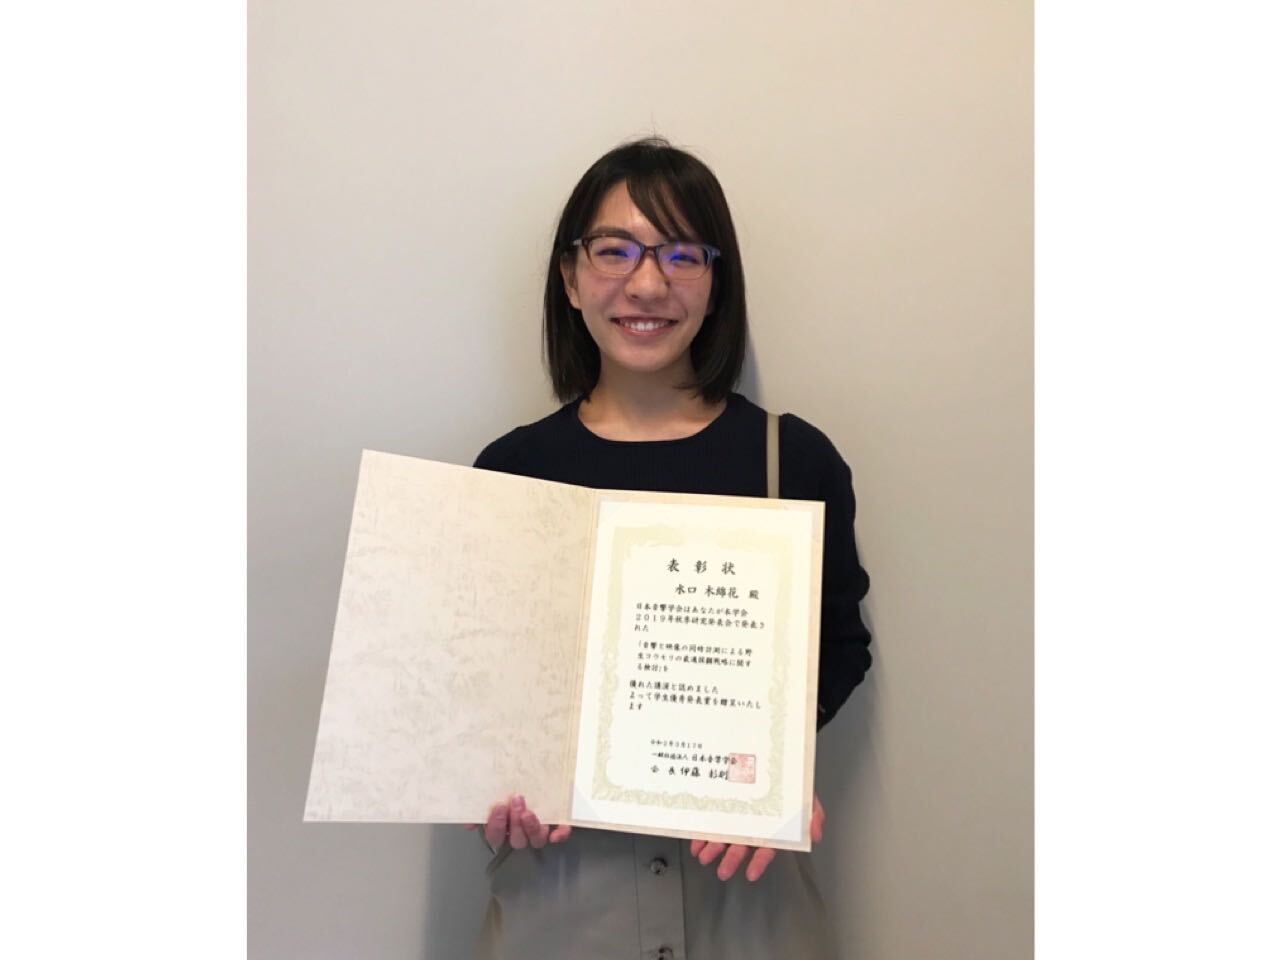 表彰状
水口 木綿花 殿
日本音響学会はあなたが本学会
2019年秋季研究発表会で発表さ
れた
「音響と映像の同時計測による野
生コウモリの最適採餌戦略に関す
る検討」を
優れた講演と認めました
よって学生優秀発表賞を贈呈いたし
ます
令和2年3月17日
一般社団法人 日本音響学会
会長 伊藤 彰則